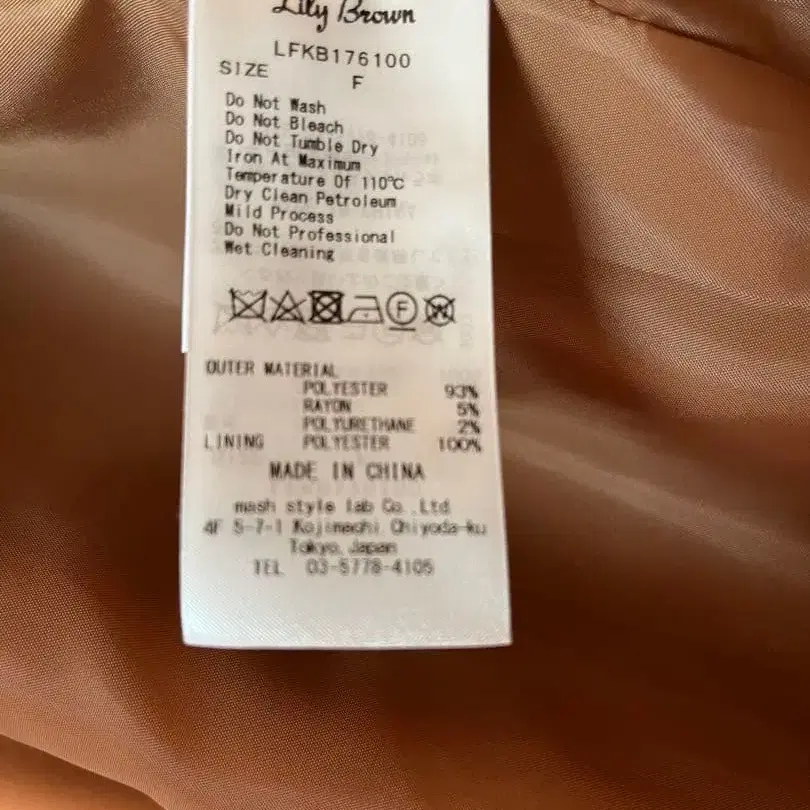 Lily Brown
LFKB176100
SIZE F
Do Not Wash
Do Not Bleach
Do Not Tumble Dry
Iron At Maximum
Temperature Of 110℃
Dry Clean Petroleum
Mild Process
Do Not Professional
Wet Cleaning
F W
OUTER MATERIAL
POLYESTER 93%
RAYON 5%
POLYURETHANE 2%
LINING POLYESTER 100%
MADE IN CHINA
mash style lab Co.,Ltd
4F 5-7-1 Kojimachi Chiyoda-ku
Tokyo, Japan
TEL 03-5778-4105